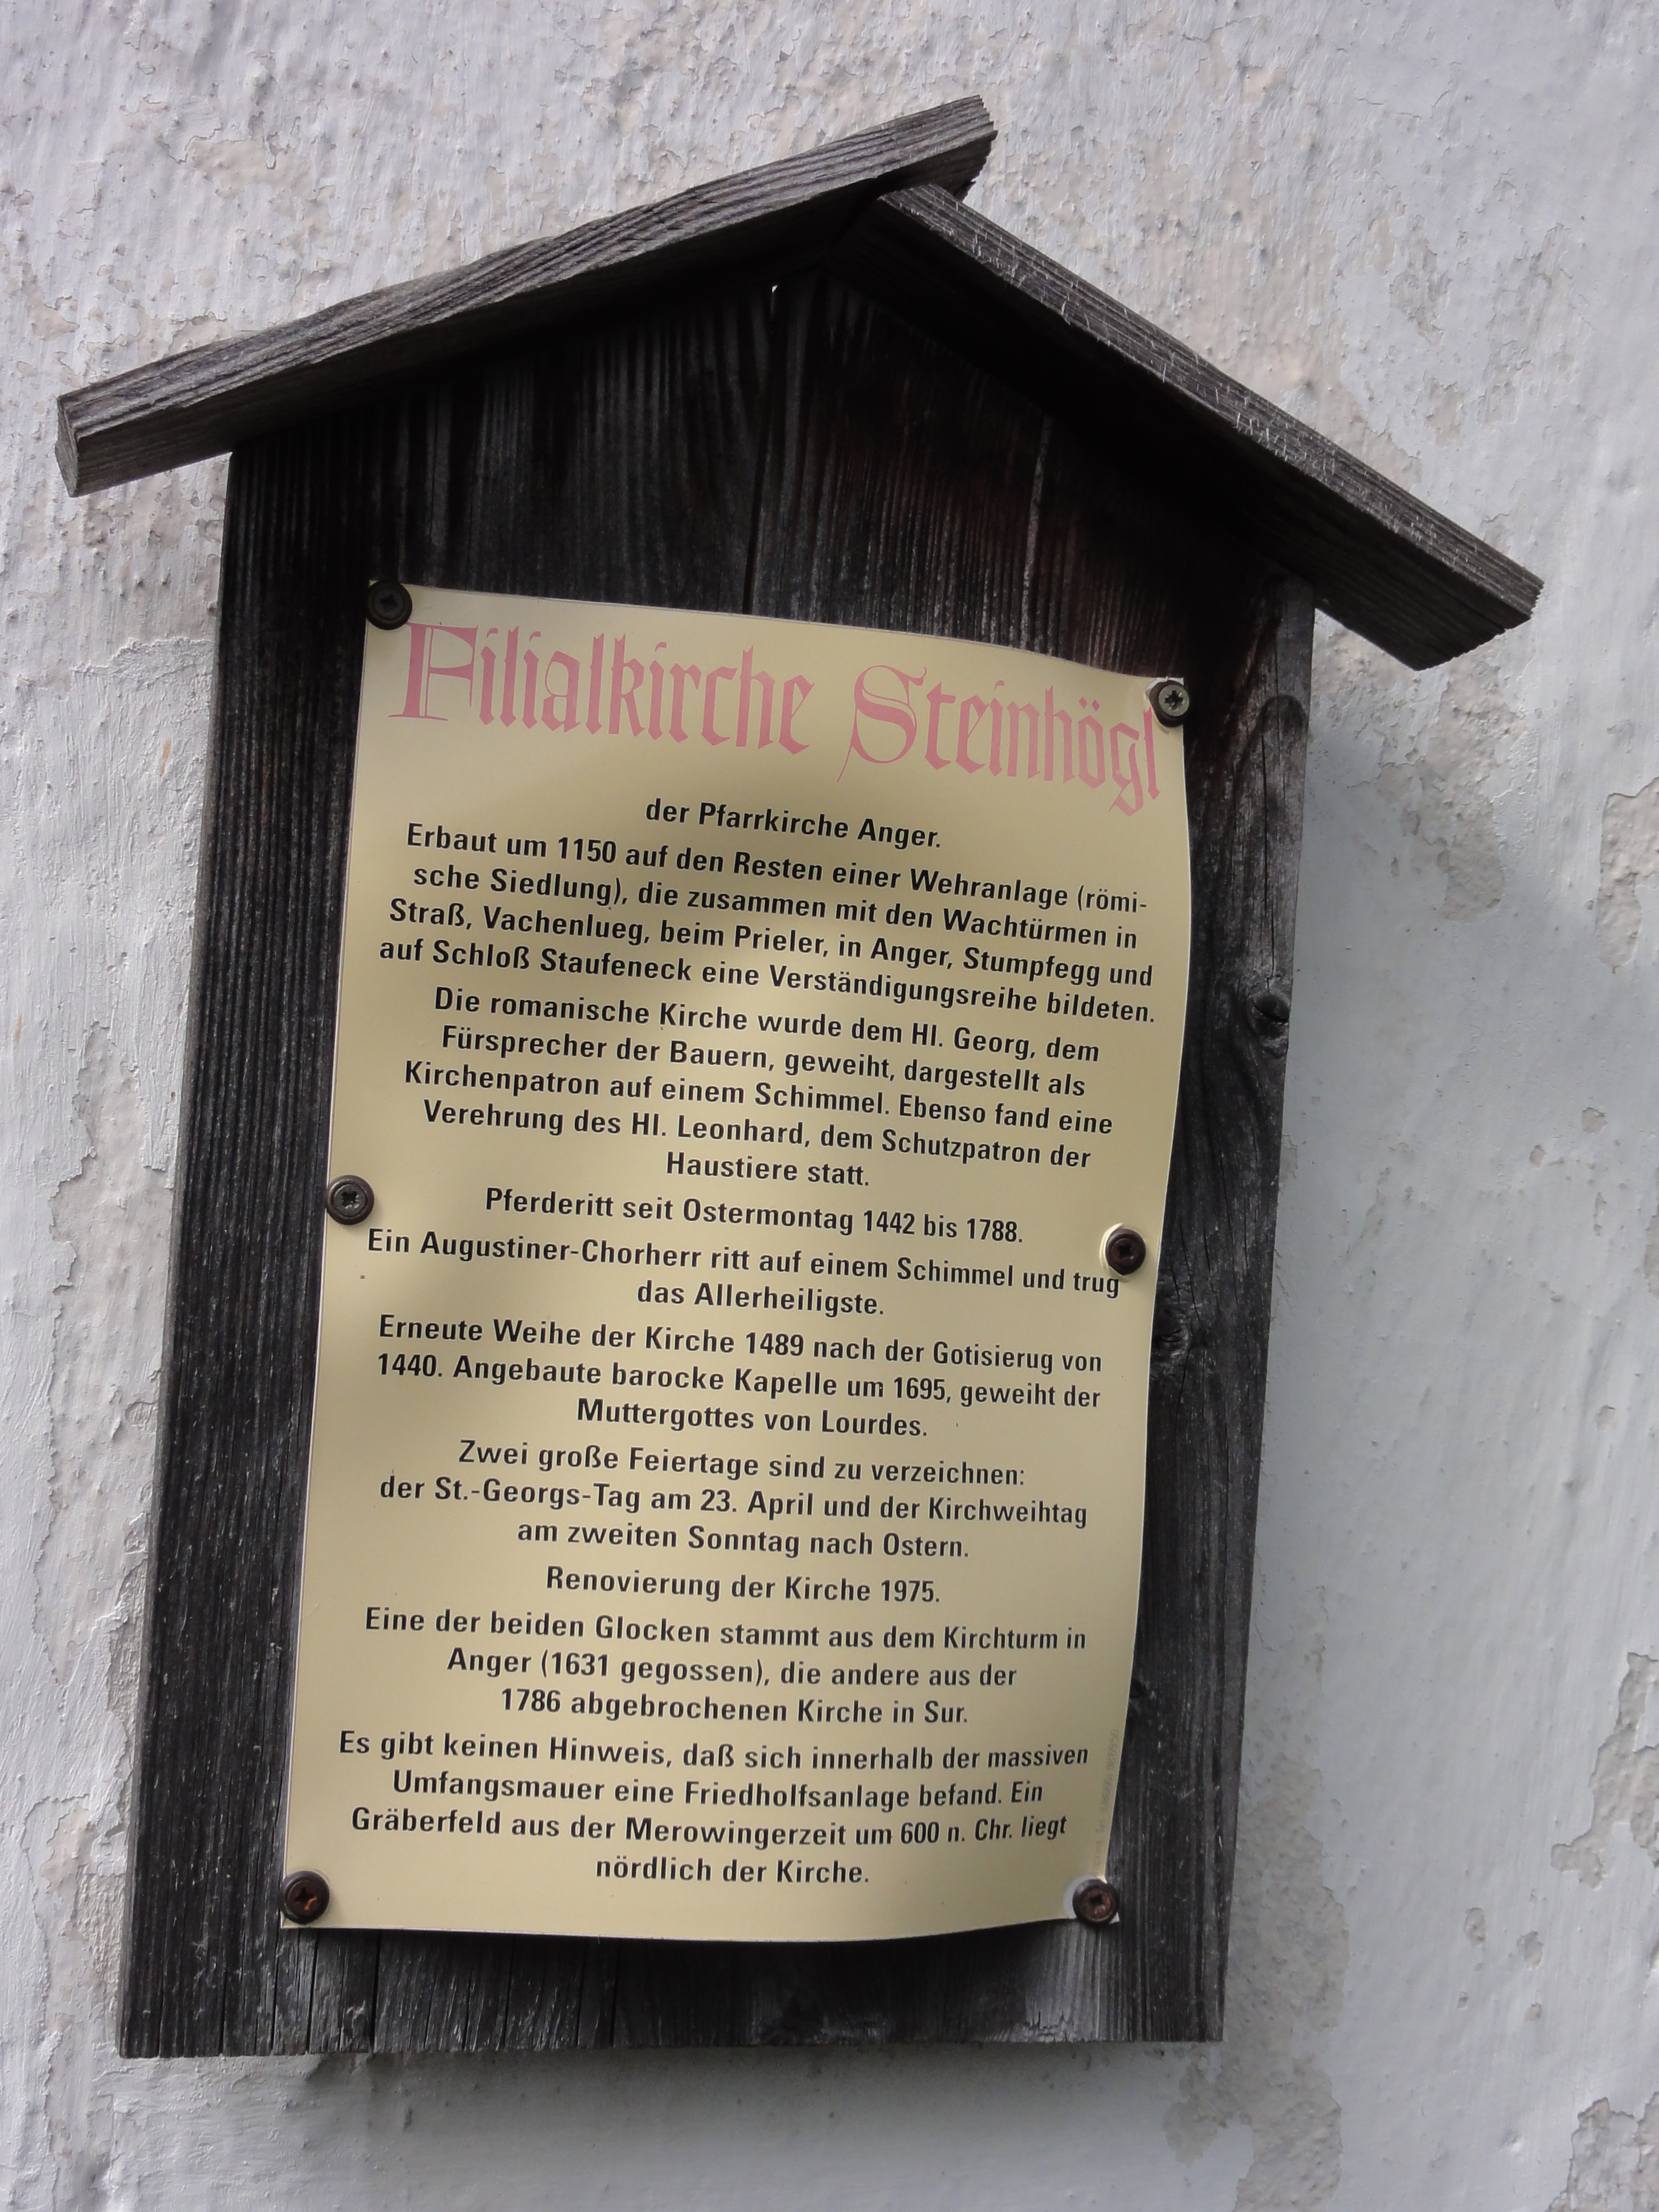 Filialkirche Steinhögl
der Pfarrkirche Anger.
Erbaut um 1150 auf den Resten einer Wehranlage (römi-
sche Siedlung), die zusammen mit den Wachtürmen in
Straß, Vachenlueg, beim Prieler, in Anger, Stumpfegg und
auf Schloß Staufeneck eine Verständigungsreihe bildeten.
Die romanische Kirche wurde dem Hl. Georg, dem
Fürsprecher der Bauern, geweiht, dargestellt als
Kirchenpatron auf einem Schimmel. Ebenso fand eine
Verehrung des Hl. Leonhard, dem Schutzpatron der
Haustiere statt.
Pferderitt seit Ostermontag 1442 bis 1788.
Ein Augustiner-Chorherr ritt auf einem Schimmel und trug
das Allerheiligste.
Erneute Weihe der Kirche 1489 nach der Gotisierug von
1440. Angebaute barocke Kapelle um 1695, geweiht der
Muttergottes von Lourdes.
Zwei große Feiertage sind zu verzeichnen:
der St.-Georgs-Tag am 23. April und der Kirchweihtag
am zweiten Sonntag nach Ostern.
Renovierung der Kirche 1975.
Eine der beiden Glocken stammt aus dem Kirchturm in
Anger (1631 gegossen), die andere aus der
1786 abgebrochenen Kirche in Sur.
Es gibt keinen Hinweis, daß sich innerhalb der massiven
Umfangsmauer eine Friedholfsanlage befand. Ein
Gräberfeld aus der Merowingerzeit um 600 n. Chr. liegt
nördlich der Kirche.